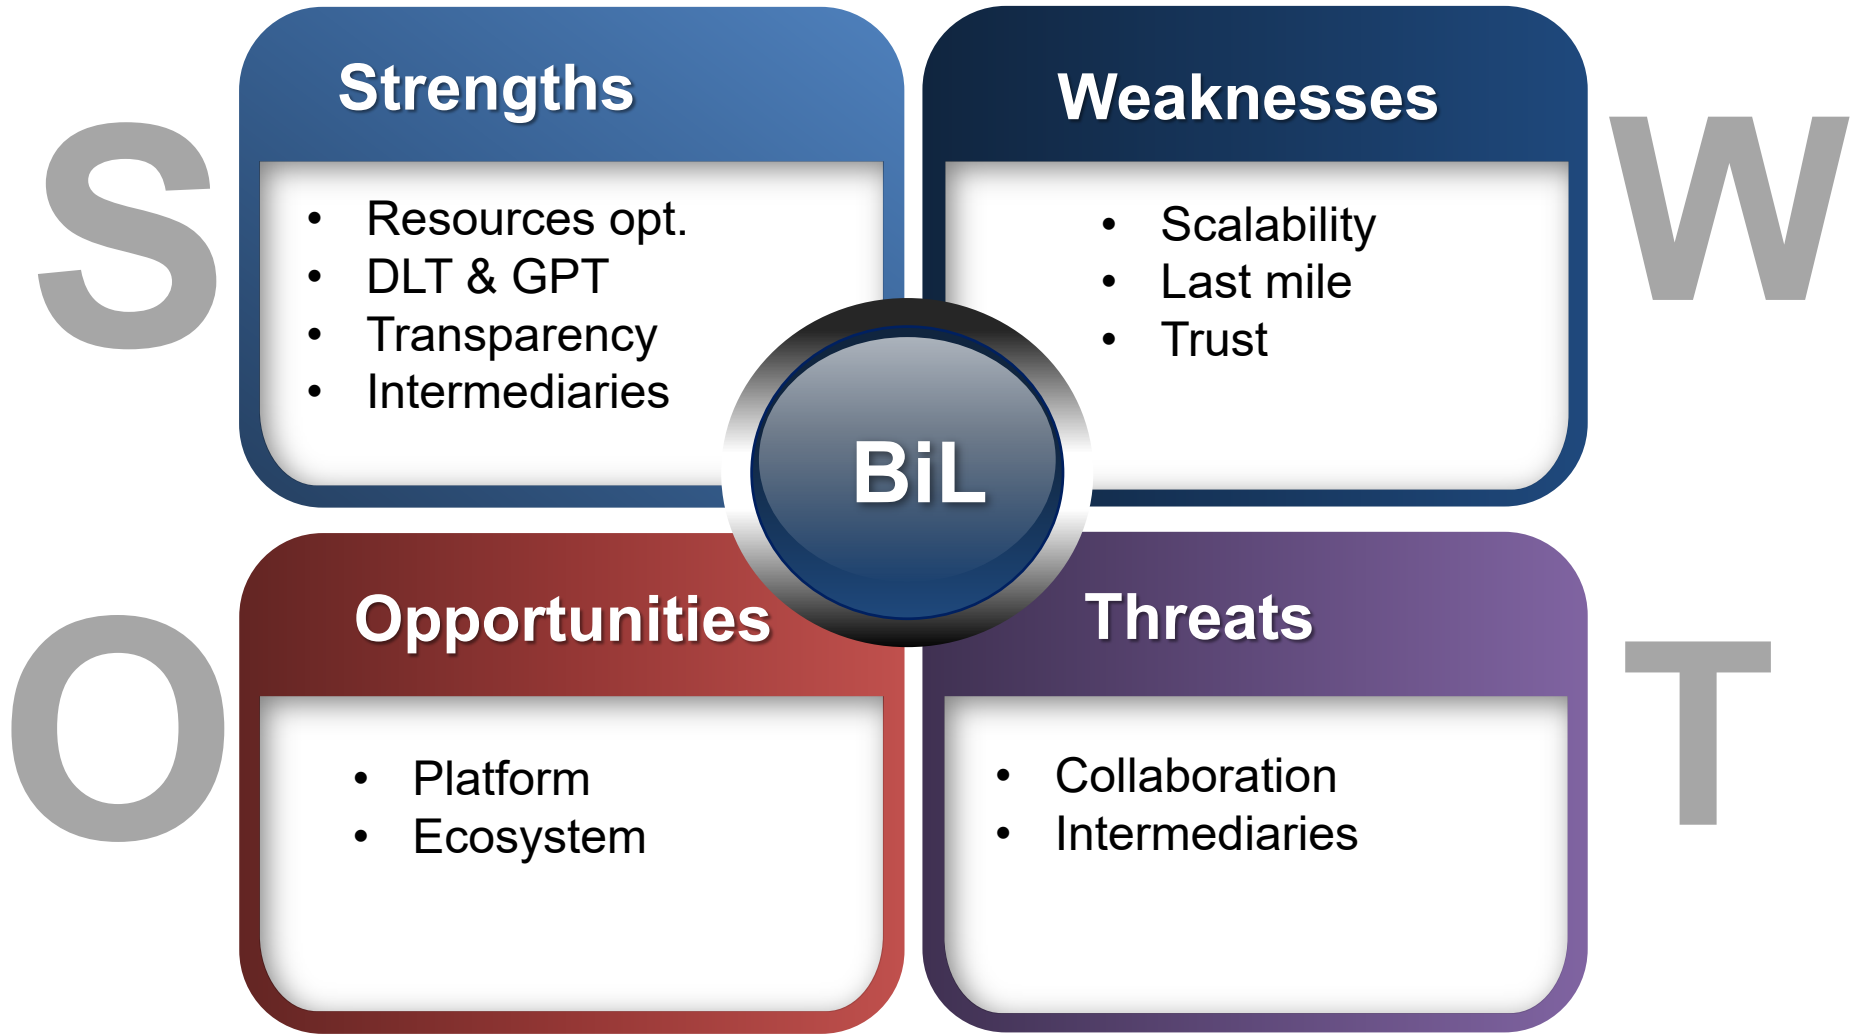 S
Strengths
• Resources opt.
• DLT & GPT
• Transparency
• Intermediaries
W
Weaknesses
• Scalability
• Last mile
• Trust
BiL
O
Opportunities
• Platform
• Ecosystem
T
Threats
• Collaboration
• Intermediaries